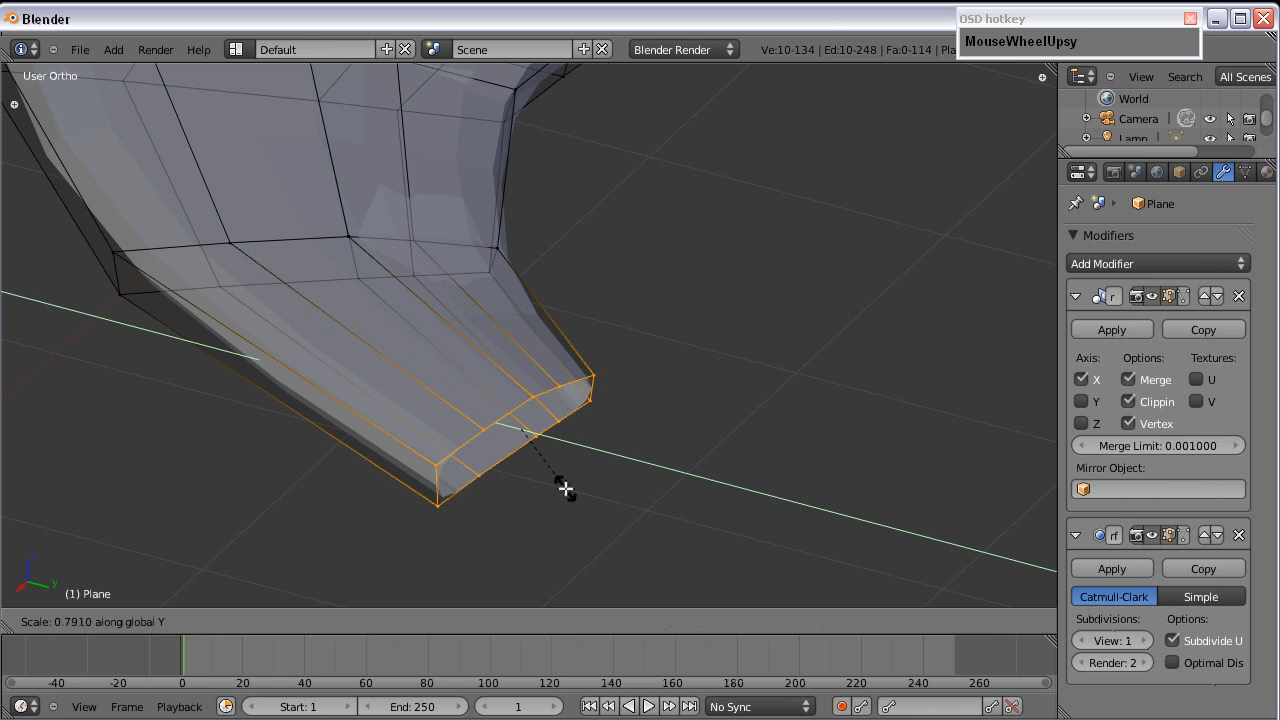 Blender
OSD hotkey
MouseWheelUpsy
File Add Render Help Default Scene Blender Render Ve:10-134 | Ed:10-248 | Fa:0-114 | Pla
View Search All Scenes
User Ortho
World
Camera
Lamp
Plane
Modifiers
Add Modifier
r
Apply Copy
Axis: Options: Textures:
X Merge U
Y Clippin V
Z Vertex
Merge Limit: 0.001000
Mirror Object:
rf
Apply Copy
Catmull-Clark Simple
Subdivisions: Options:
View: 1 Subdivide U
Render: 2 Optimal Dis
z
y
(1) Plane
Scale: 0.7910 along global Y
-40 -20 0 20 40 60 80 100 120 140 160 180 200 220 240 260
View Frame Playback Start: 1 End: 250 1 No Sync